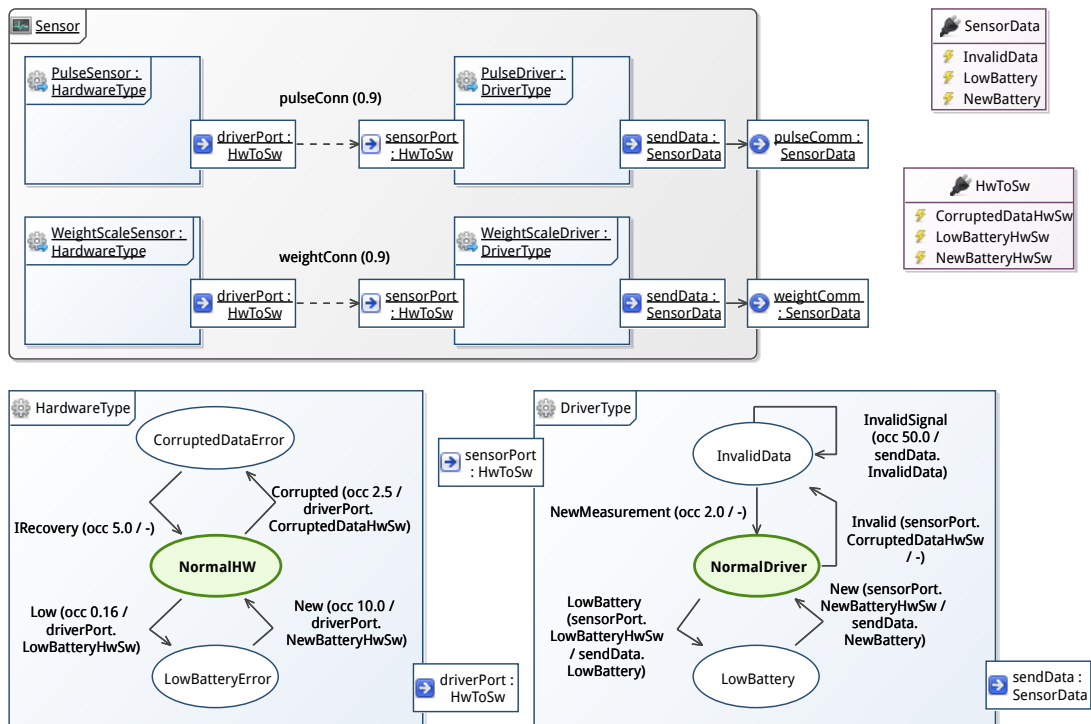 Sensor
PulseSensor :
HardwareType
pulseConn (0.9)
PulseDriver :
DriverType
driverPort :
HwToSw
sensorPort
: HwToSw
sendData :
SensorData
pulseComm :
SensorData
WeightScaleSensor :
HardwareType
weightConn (0.9)
WeightScaleDriver :
DriverType
driverPort :
HwToSw
sensorPort
: HwToSw
sendData :
SensorData
weightComm
: SensorData
SensorData
InvalidData
LowBattery
NewBattery
HwToSw
CorruptedDataHwSw
LowBatteryHwSw
NewBatteryHwSw
HardwareType
CorruptedDataError
IRecovery (occ 5.0 / -)
Corrupted (occ 2.5 /
driverPort.
CorruptedDataHwSw)
NormalHW
Low (occ 0.16 /
driverPort.
LowBatteryHwSw)
New (occ 10.0 /
driverPort.
NewBatteryHwSw)
LowBatteryError
driverPort :
HwToSw
DriverType
sensorPort
: HwToSw
InvalidData
InvalidSignal
(occ 50.0 /
sendData.
InvalidData)
NewMeasurement (occ 2.0 / -)
Invalid (sensorPort.
CorruptedDataHwSw
/ -)
NormalDriver
LowBattery
(sensorPort.
LowBatteryHwSw
/ sendData.
LowBattery)
New (sensorPort.
NewBatteryHwSw /
sendData.
NewBattery)
LowBattery
sendData :
SensorData